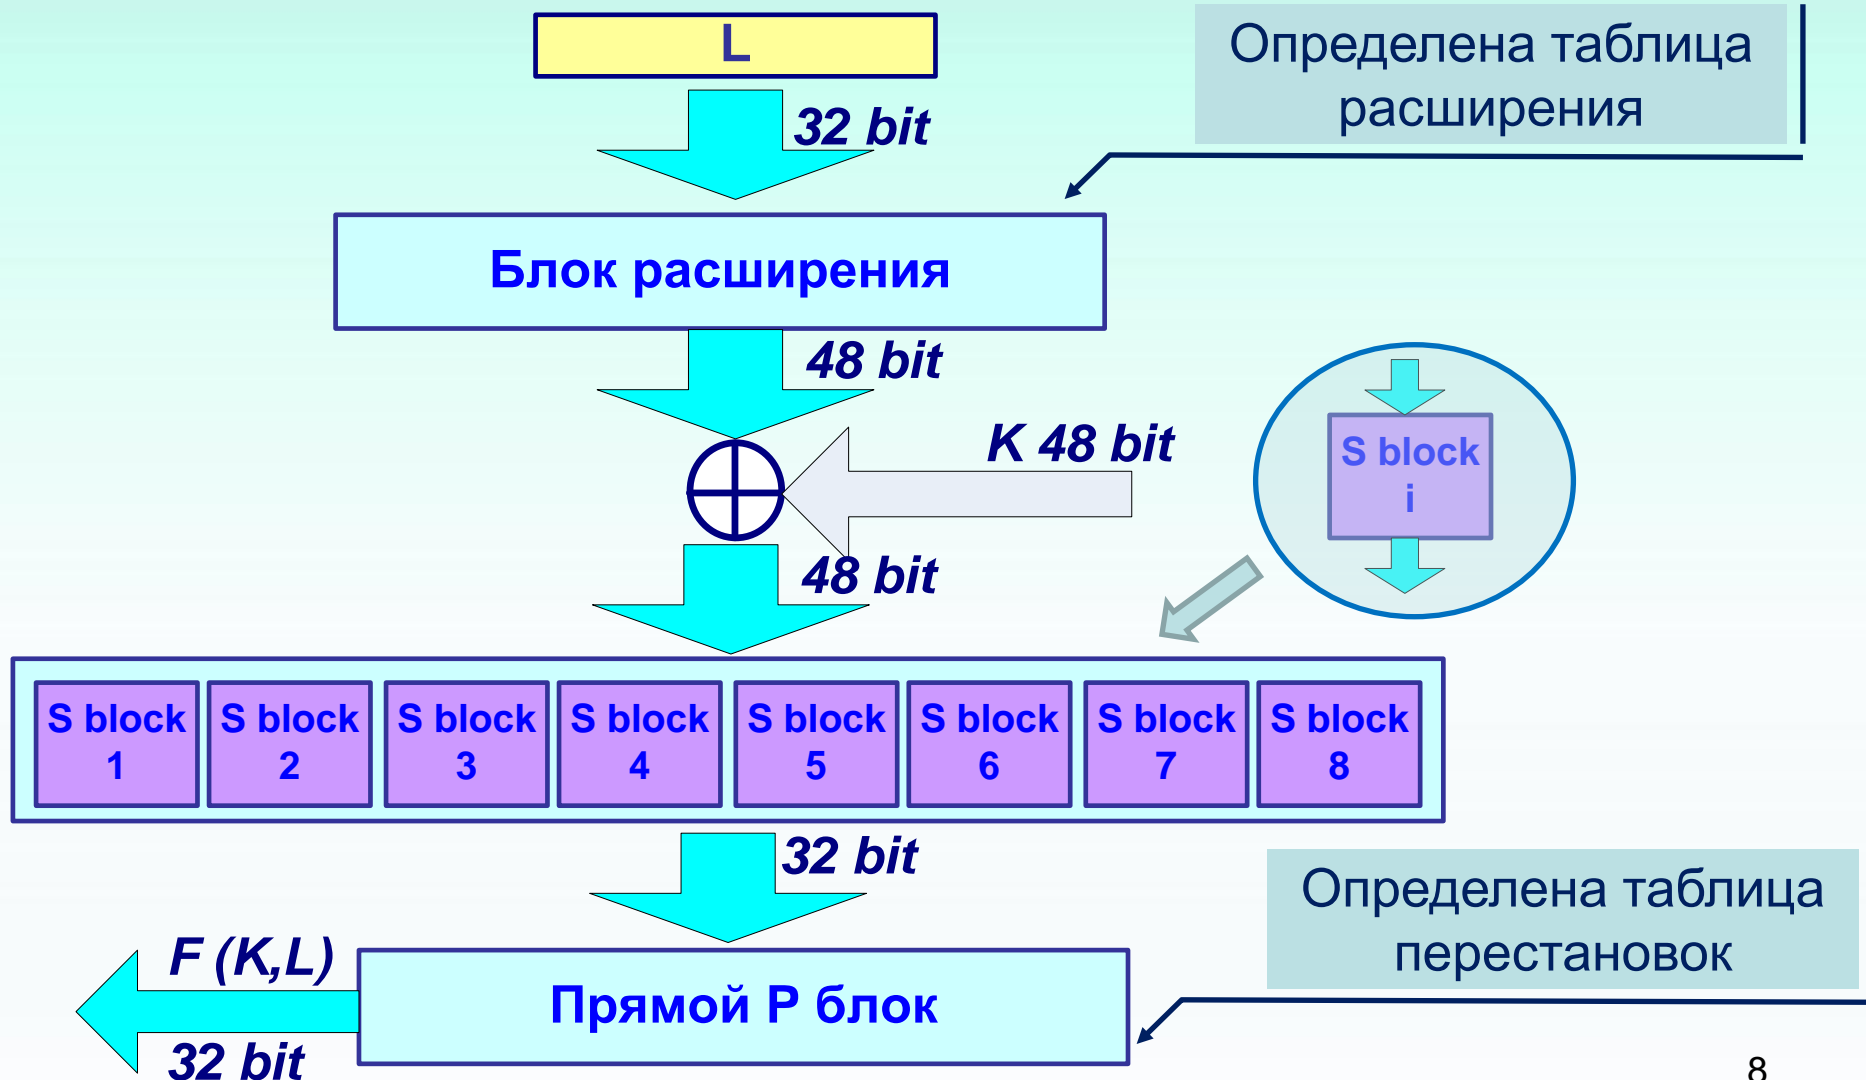 L
Определена таблица
расширения
32 bit
Блок расширения
48 bit
K 48 bit
S block
i
48 bit
S block
1
S block
2
S block
3
S block
4
S block
5
S block
6
S block
7
S block
8
32 bit
Определена таблица
перестановок
F (K,L)
Прямой P блок
32 bit
8